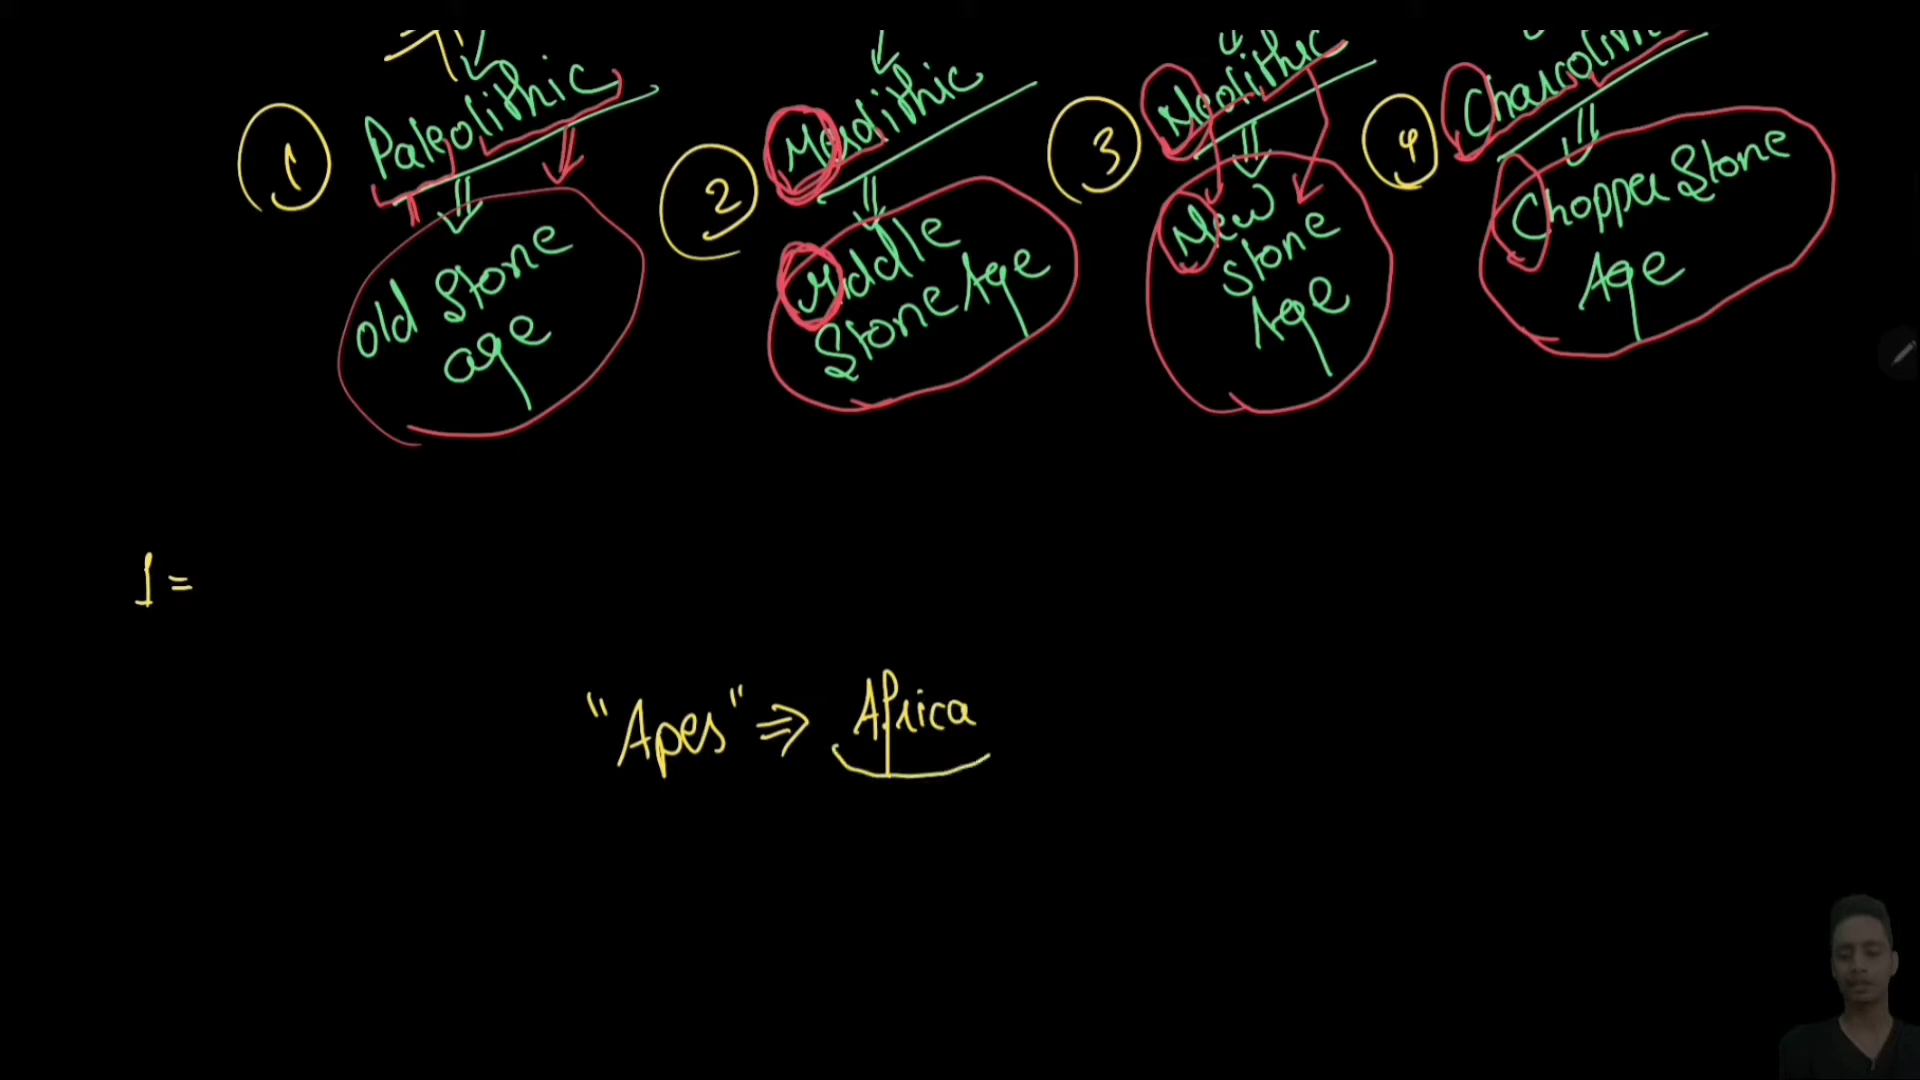 ① Paleolithic
old Stone
age
② Mesolithic
Middle
Stone Age
③ Neolithic
New
Stone
Age
④
Chopper Stone
Age
1 =
"Apes" ⇒ Africa